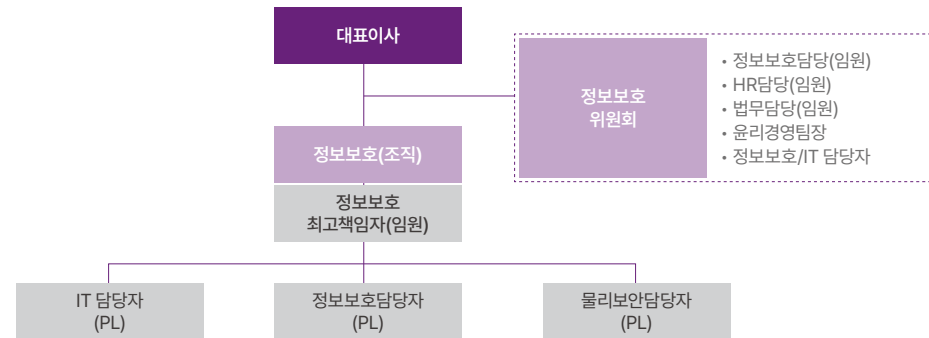 대표이사
정보보호
위원회
• 정보보호담당(임원)
• HR담당(임원)
• 법무담당(임원)
• 윤리경영팀장
• 정보보호/IT 담당자
정보보호(조직)
정보보호
최고책임자(임원)
IT 담당자
(PL)
정보보호담당자
(PL)
물리보안담당자
(PL)